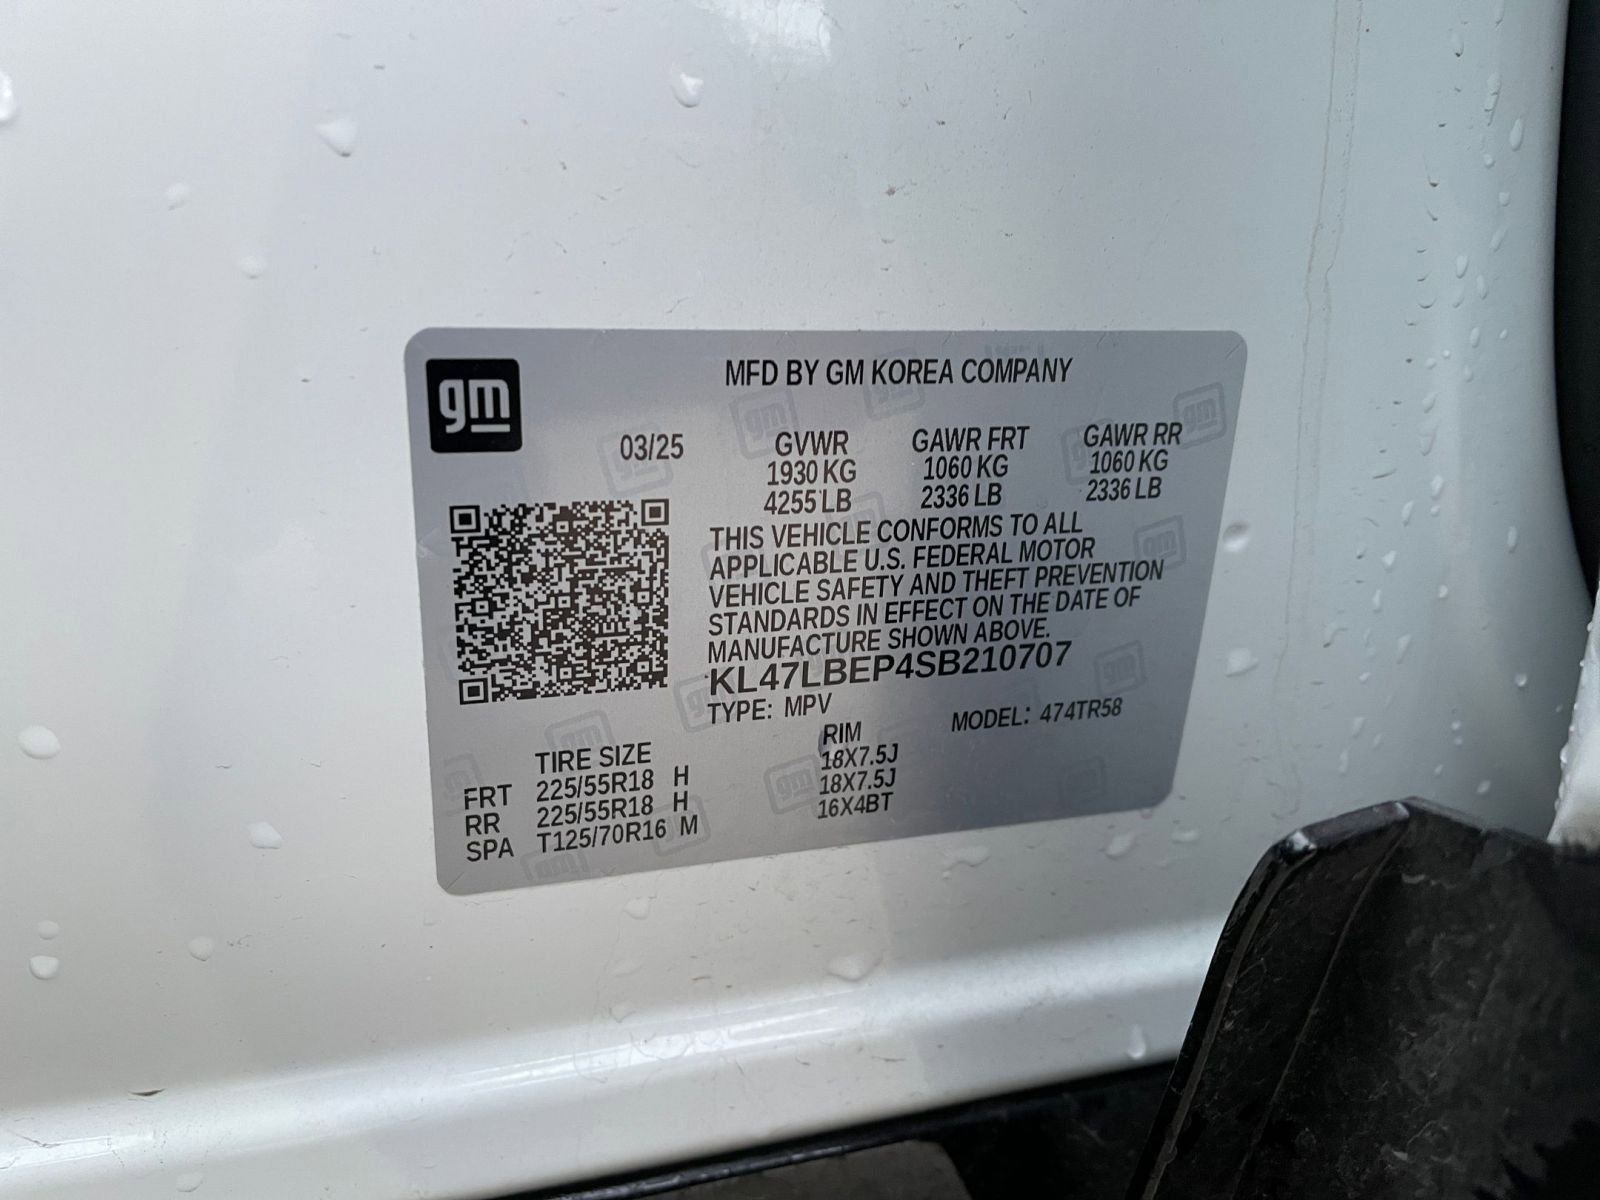 gm
MFD BY GM KOREA COMPANY
03/25 GVWR GAWR FRT GAWR RR
1930 KG 1060 KG 1060 KG
4255 LB 2336 LB 2336 LB
THIS VEHICLE CONFORMS TO ALL
APPLICABLE U.S. FEDERAL MOTOR
VEHICLE SAFETY AND THEFT PREVENTION
STANDARDS IN EFFECT ON THE DATE OF
MANUFACTURE SHOWN ABOVE.
KL47LBEP4SB210707
TYPE: MPV MODEL: 474TR58
TIRE SIZE RIM
FRT 225/55R18 H 18X7.5J
RR 225/55R18 H 18X7.5J
SPA T125/70R16 M 16X4BT